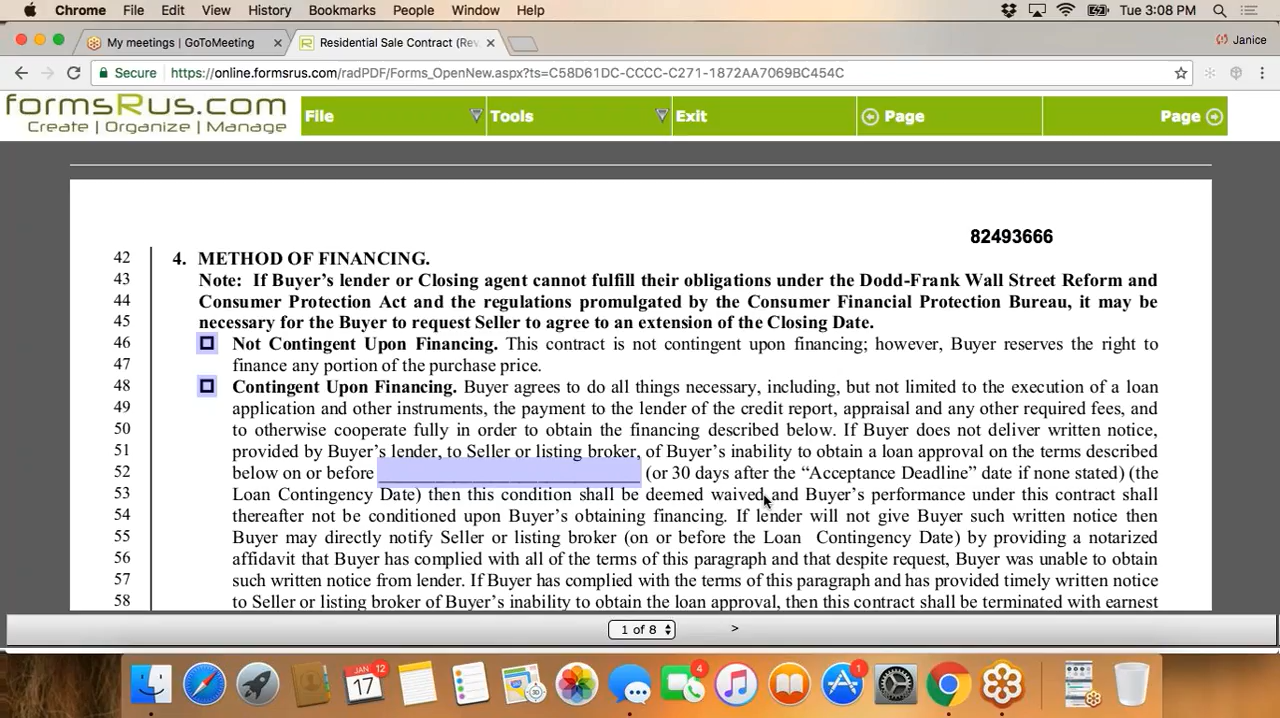 Chrome File Edit View History Bookmarks People Window Help Tue 3:08 PM
My meetings | GoToMeeting Residential Sale Contract (Rev. Janice
Secure https://online.formsrus.com/radPDF/Forms_OpenNew.aspx?ts=C58D61DC-CCCC-C271-1872AA7069BC454C
formsRus.com File Tools Exit Page Page
Create | Organize | Manage
82493666
42 4. METHOD OF FINANCING.
43 Note: If Buyer's lender or Closing agent cannot fulfill their obligations under the Dodd-Frank Wall Street Reform and
44 Consumer Protection Act and the regulations promulgated by the Consumer Financial Protection Bureau, it may be
45 necessary for the Buyer to request Seller to agree to an extension of the Closing Date.
46 Not Contingent Upon Financing. This contract is not contingent upon financing; however, Buyer reserves the right to
47 finance any portion of the purchase price.
48 Contingent Upon Financing. Buyer agrees to do all things necessary, including, but not limited to the execution of a loan
49 application and other instruments, the payment to the lender of the credit report, appraisal and any other required fees, and
50 to otherwise cooperate fully in order to obtain the financing described below. If Buyer does not deliver written notice,
51 provided by Buyer's lender, to Seller or listing broker, of Buyer's inability to obtain a loan approval on the terms described
52 below on or before ____________________ (or 30 days after the "Acceptance Deadline" date if none stated) (the
53 Loan Contingency Date) then this condition shall be deemed waived and Buyer's performance under this contract shall
54 thereafter not be conditioned upon Buyer's obtaining financing. If lender will not give Buyer such written notice then
55 Buyer may directly notify Seller or listing broker (on or before the Loan Contingency Date) by providing a notarized
56 affidavit that Buyer has complied with all of the terms of this paragraph and that despite request, Buyer was unable to obtain
57 such written notice from lender. If Buyer has complied with the terms of this paragraph and has provided timely written notice
58 to Seller or listing broker of Buyer's inability to obtain the loan approval, then this contract shall be terminated with earnest
1 of 8 >
JAN 12 17 4 1